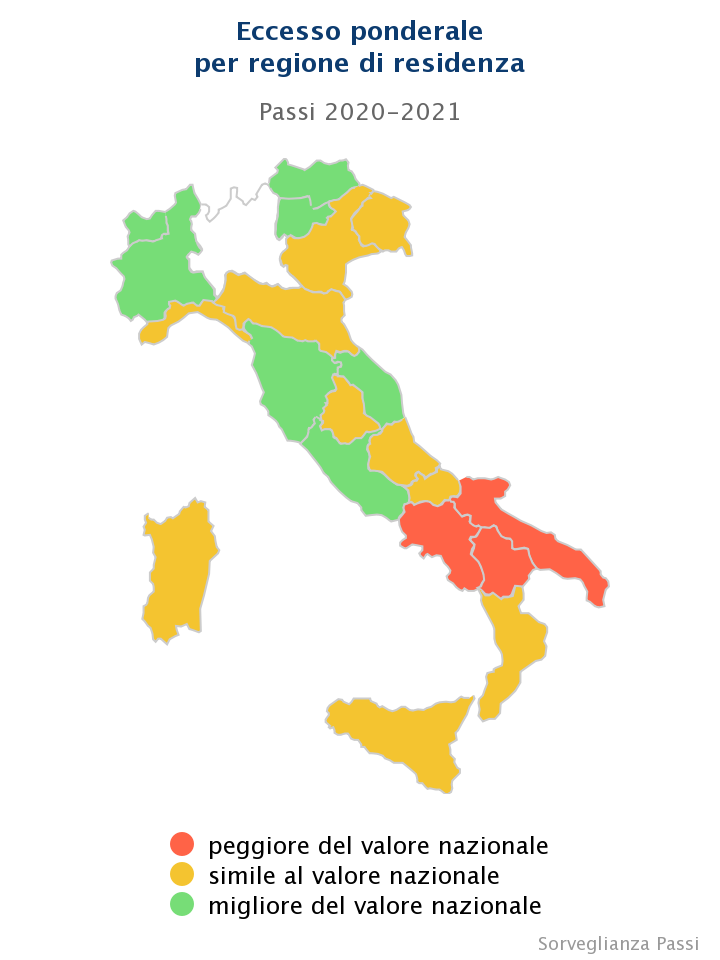 Eccesso ponderale
per regione di residenza
Passi 2020-2021
peggiore del valore nazionale
simile al valore nazionale
migliore del valore nazionale
Sorveglianza Passi